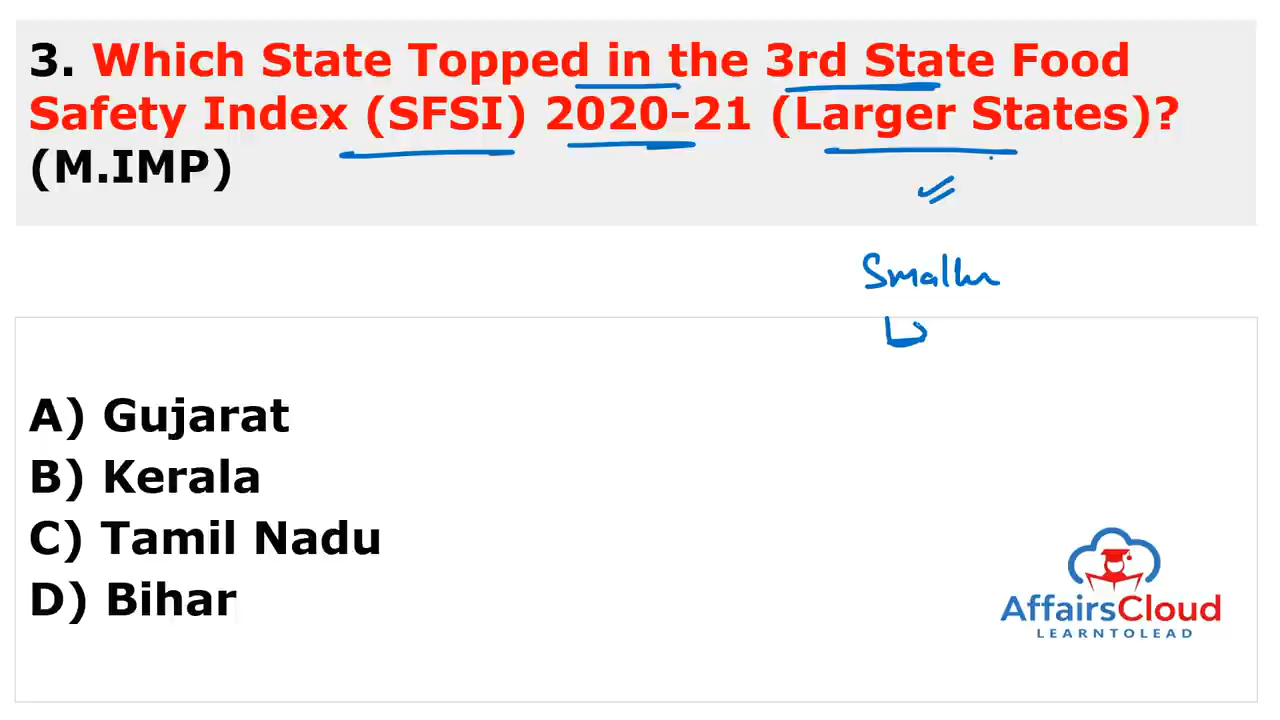 3. Which State Topped in the 3rd State Food
Safety Index (SFSI) 2020-21 (Larger States)?
(M.IMP)
Smaller
A) Gujarat
B) Kerala
C) Tamil Nadu
D) Bihar
AffairsCloud
LEARNTOLEAD